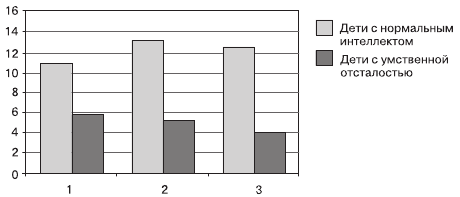 16
14
12
10
8
6
4
2
0
1 2 3
Дети с нормальным
интеллектом
Дети с умственной
отсталостью